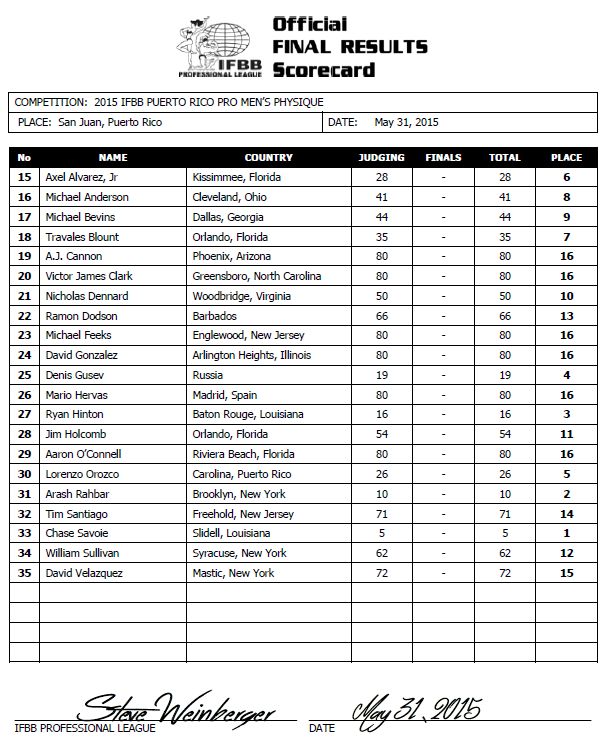 Official
FINAL RESULTS
Scorecard
IFBB
PROFESSIONAL LEAGUE
COMPETITION: 2015 IFBB PUERTO RICO PRO MEN'S PHYSIQUE
PLACE: San Juan, Puerto Rico DATE: May 31, 2015
No NAME COUNTRY JUDGING FINALS TOTAL PLACE
15 Axel Alvarez, Jr Kissimmee, Florida 28 - 28 6
16 Michael Anderson Cleveland, Ohio 41 - 41 8
17 Michael Bevins Dallas, Georgia 44 - 44 9
18 Travales Blount Orlando, Florida 35 - 35 7
19 A.J. Cannon Phoenix, Arizona 80 - 80 16
20 Victor James Clark Greensboro, North Carolina 80 - 80 16
21 Nicholas Dennard Woodbridge, Virginia 50 - 50 10
22 Ramon Dodson Barbados 66 - 66 13
23 Michael Feeks Englewood, New Jersey 80 - 80 16
24 David Gonzalez Arlington Heights, Illinois 80 - 80 16
25 Denis Gusev Russia 19 - 19 4
26 Mario Hervas Madrid, Spain 80 - 80 16
27 Ryan Hinton Baton Rouge, Louisiana 16 - 16 3
28 Jim Holcomb Orlando, Florida 54 - 54 11
29 Aaron O'Connell Riviera Beach, Florida 80 - 80 16
30 Lorenzo Orozco Carolina, Puerto Rico 26 - 26 5
31 Arash Rahbar Brooklyn, New York 10 - 10 2
32 Tim Santiago Freehold, New Jersey 71 - 71 14
33 Chase Savoie Slidell, Louisiana 5 - 5 1
34 William Sullivan Syracuse, New York 62 - 62 12
35 David Velazquez Mastic, New York 72 - 72 15
Steve Weinberger May 31, 2015
IFBB PROFESSIONAL LEAGUE DATE